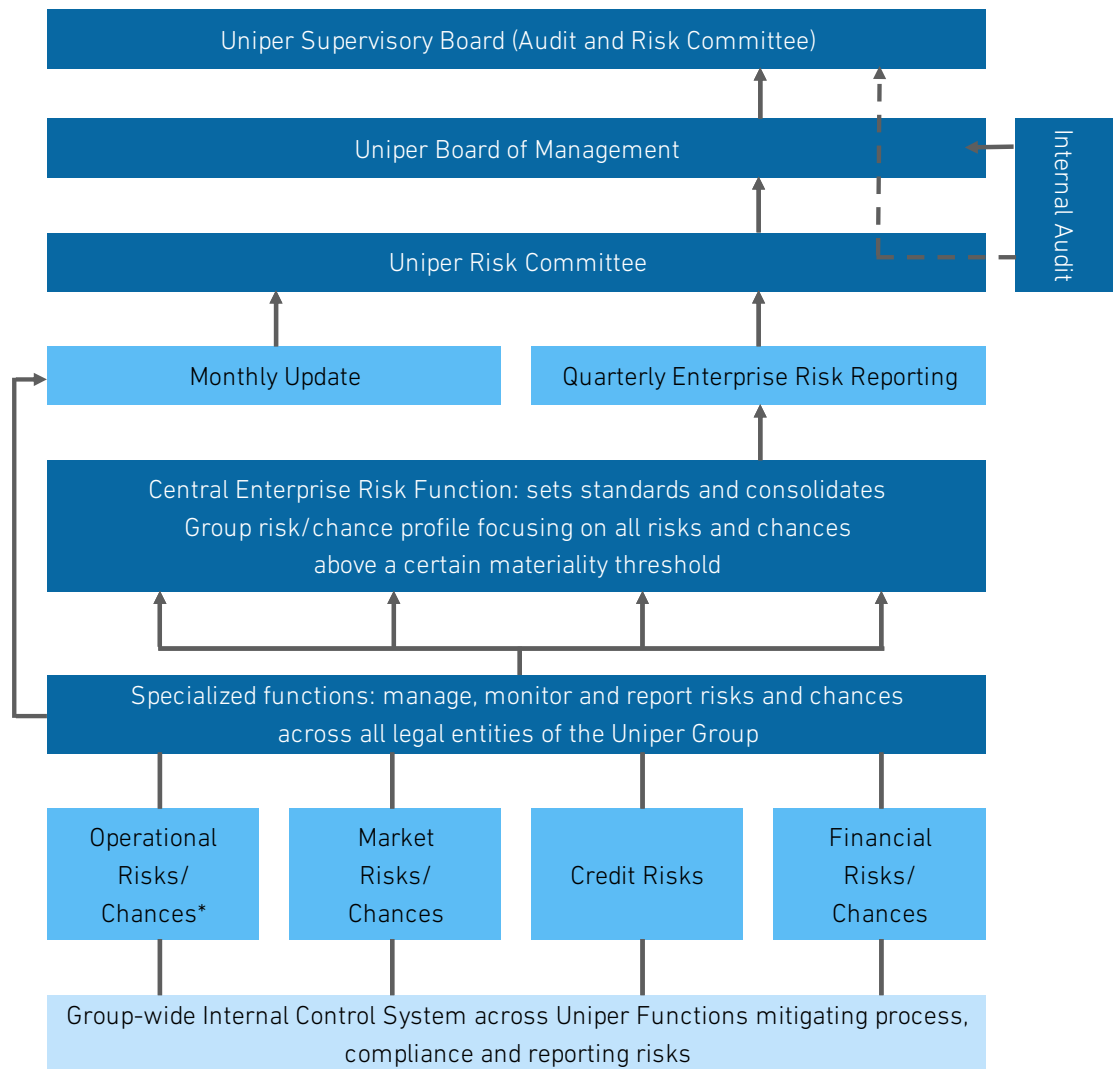 Uniper Supervisory Board (Audit and Risk Committee)
Uniper Board of Management
Internal Audit
Uniper Risk Committee
Monthly Update
Quarterly Enterprise Risk Reporting
Central Enterprise Risk Function: sets standards and consolidates
Group risk/chance profile focusing on all risks and chances
above a certain materiality threshold
Specialized functions: manage, monitor and report risks and chances
across all legal entities of the Uniper Group
Operational
Risks/
Chances*
Market
Risks/
Chances
Credit Risks
Financial
Risks/
Chances
Group-wide Internal Control System across Uniper Functions mitigating process,
compliance and reporting risks